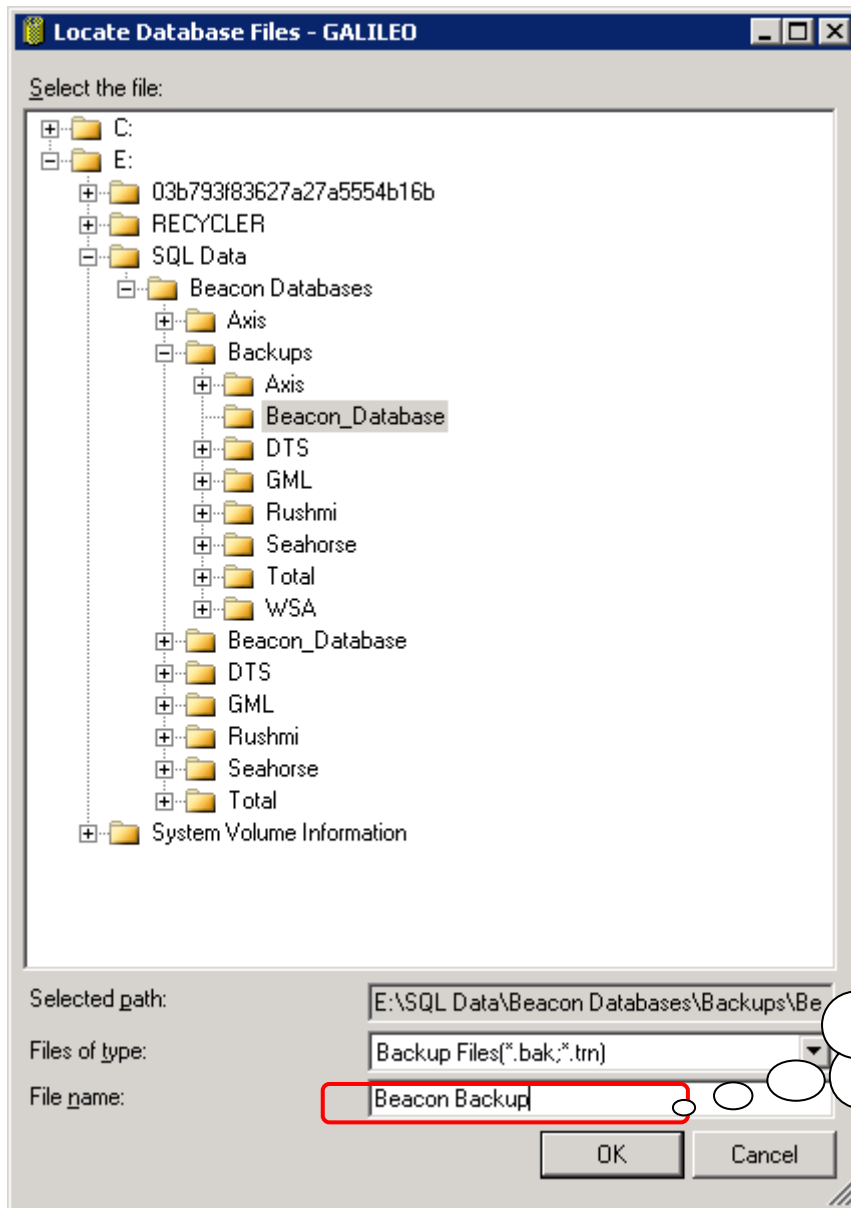 Locate Database Files - GALILEO
Select the file:
C:
E:
03b793f83627a27a5554b16b
RECYCLER
SQL Data
Beacon Databases
Axis
Backups
Axis
Beacon_Database
DTS
GML
Rushmi
Seahorse
Total
WSA
Beacon_Database
DTS
GML
Rushmi
Seahorse
Total
System Volume Information
Selected path: E:\SQL Data\Beacon Databases\Backups\Be
Files of type: Backup Files(*.bak;*.trn)
File name: Beacon Backup
OK Cancel